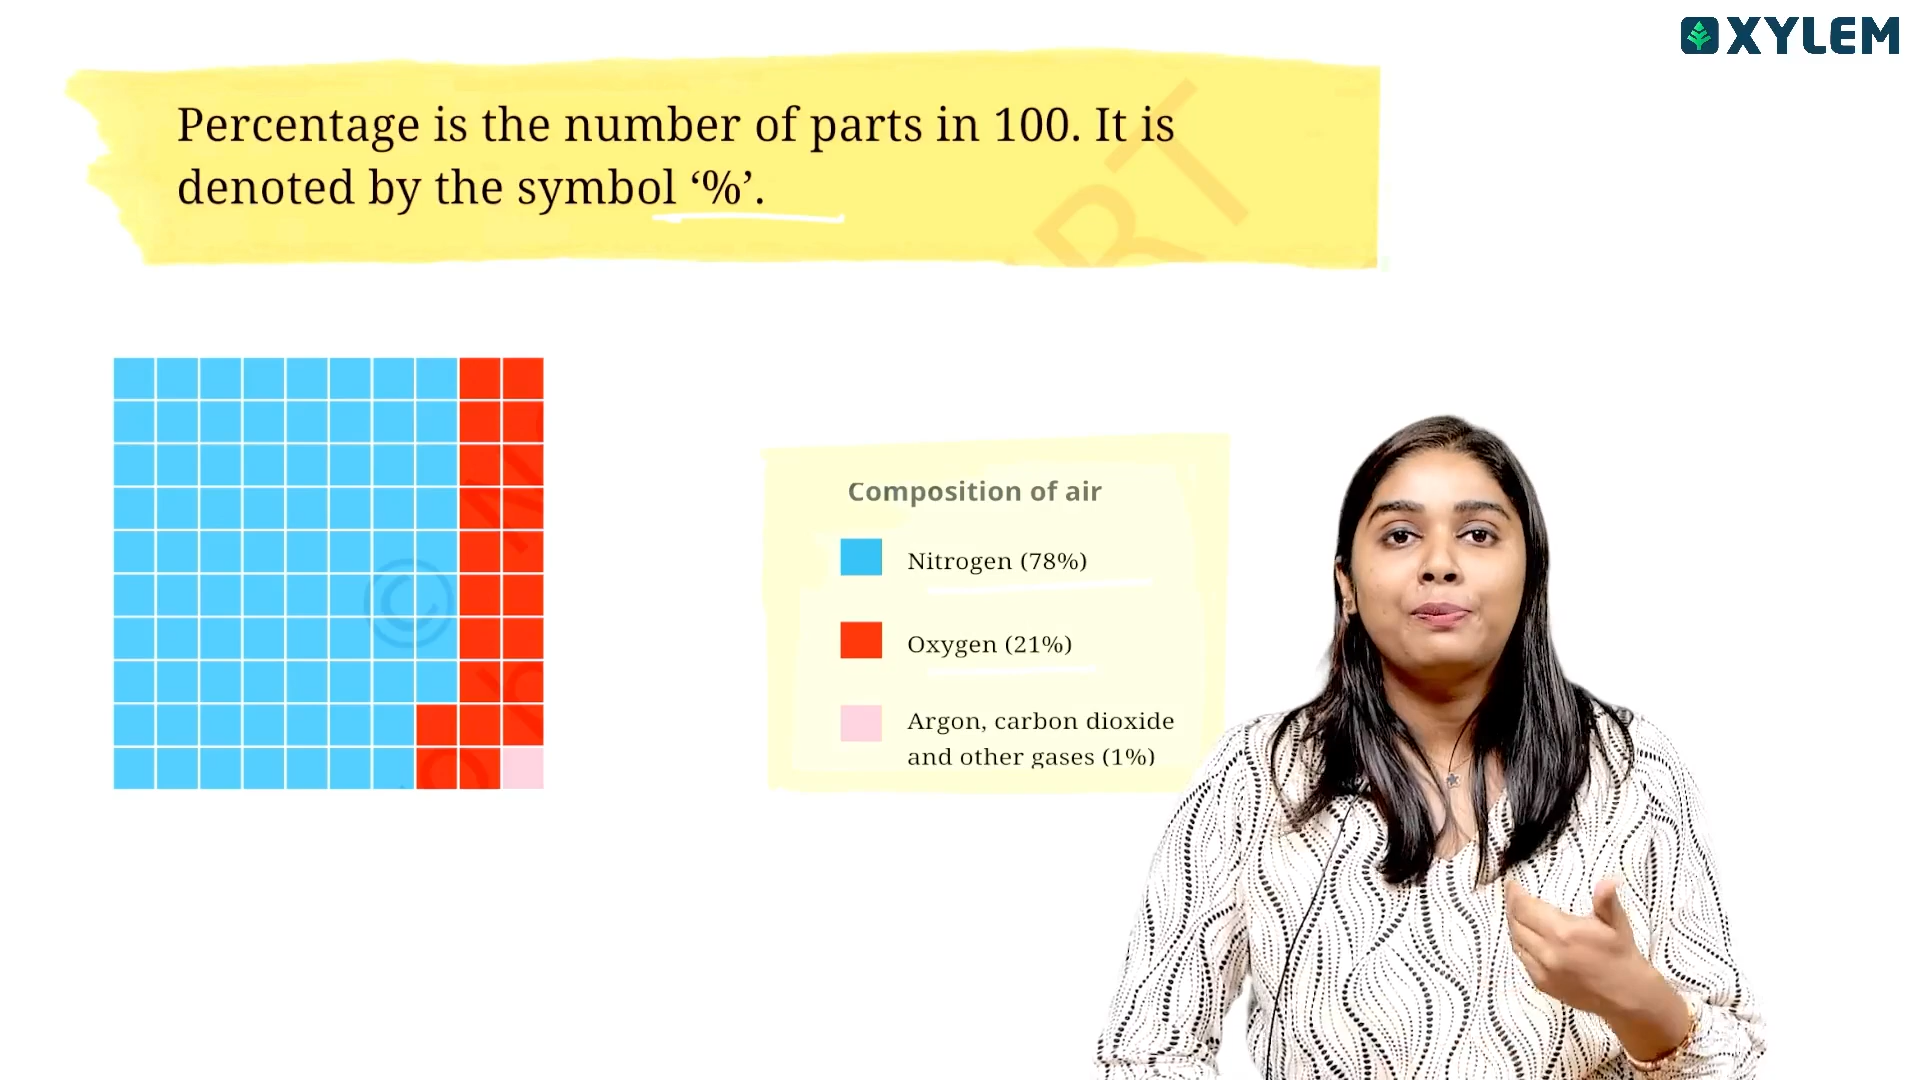 XYLEM
Percentage is the number of parts in 100. It is
denoted by the symbol ‘%’.
RT
©
Composition of air
Nitrogen (78%)
Oxygen (21%)
Argon, carbon dioxide
and other gases (1%)